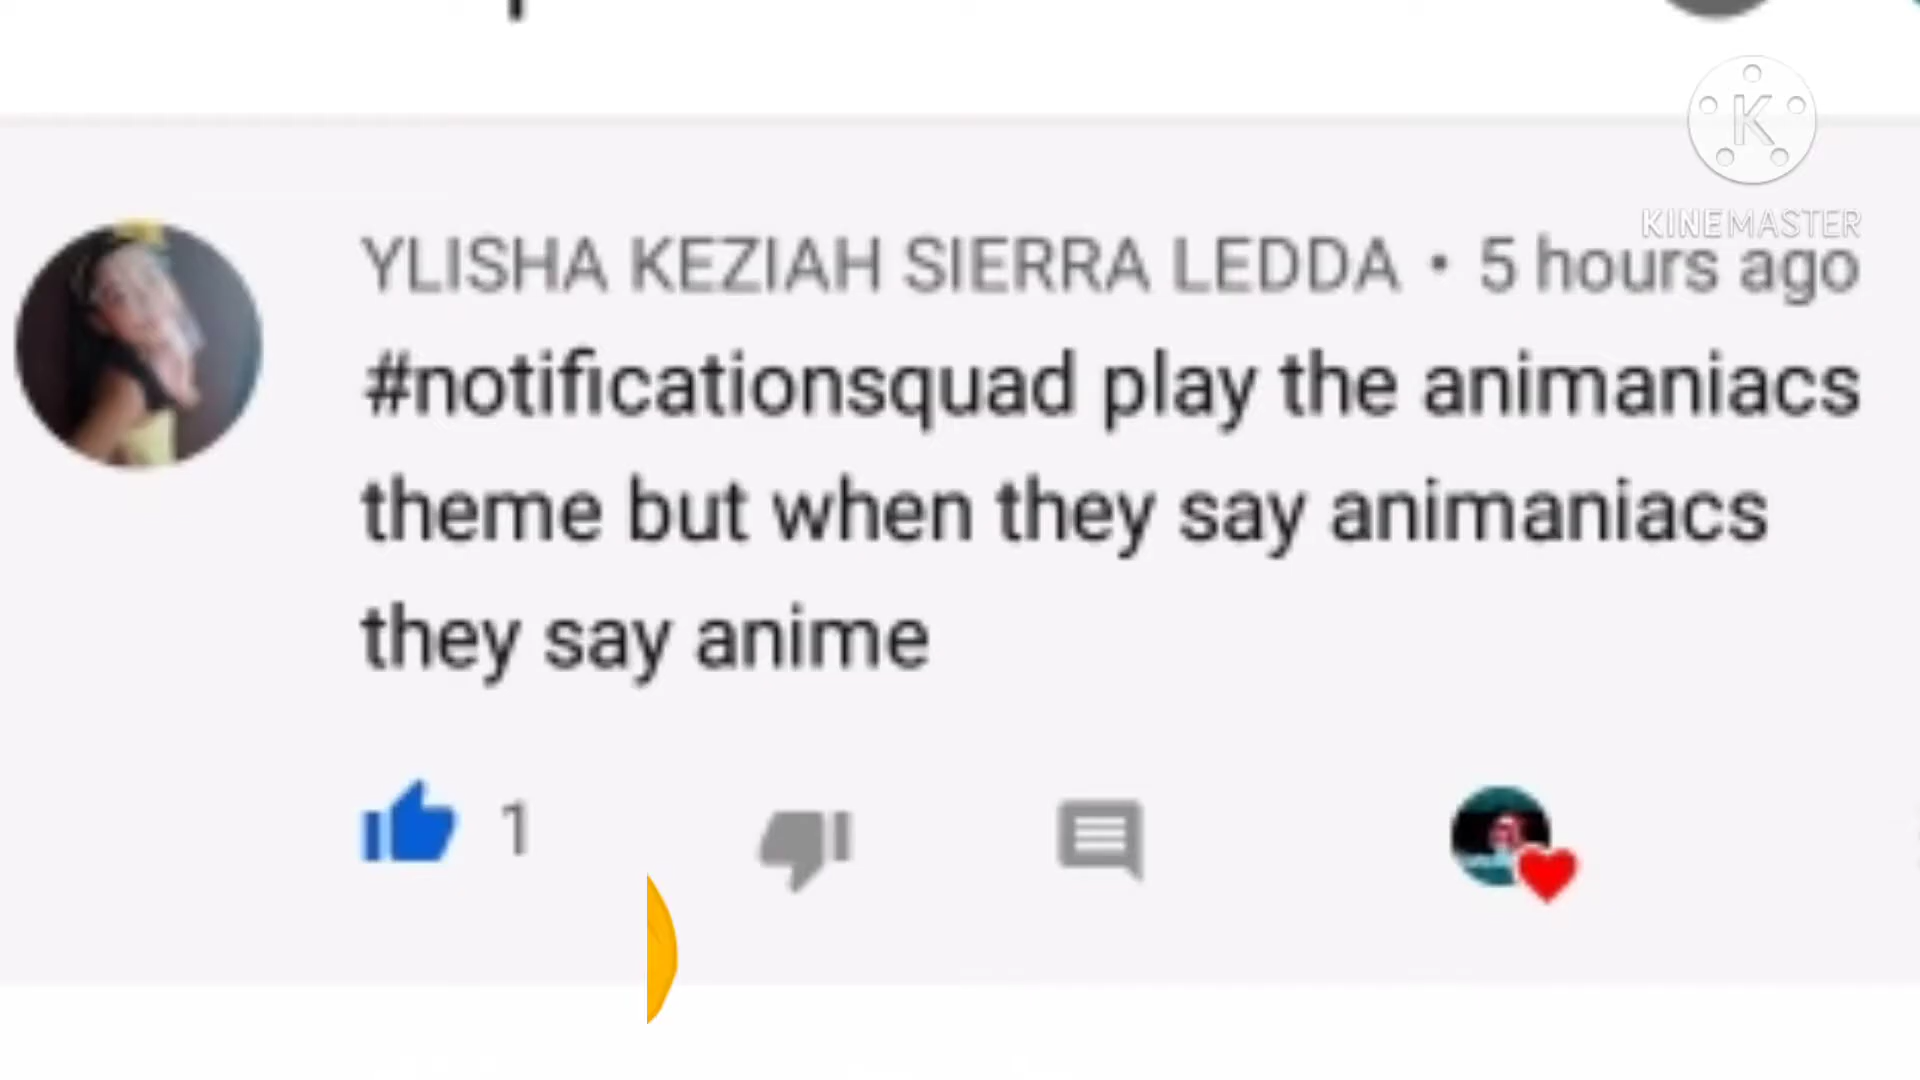 K
KINEMASTER
YLISHA KEZIAH SIERRA LEDDA • 5 hours ago
#notificationsquad play the animaniacs
theme but when they say animaniacs
they say anime
1